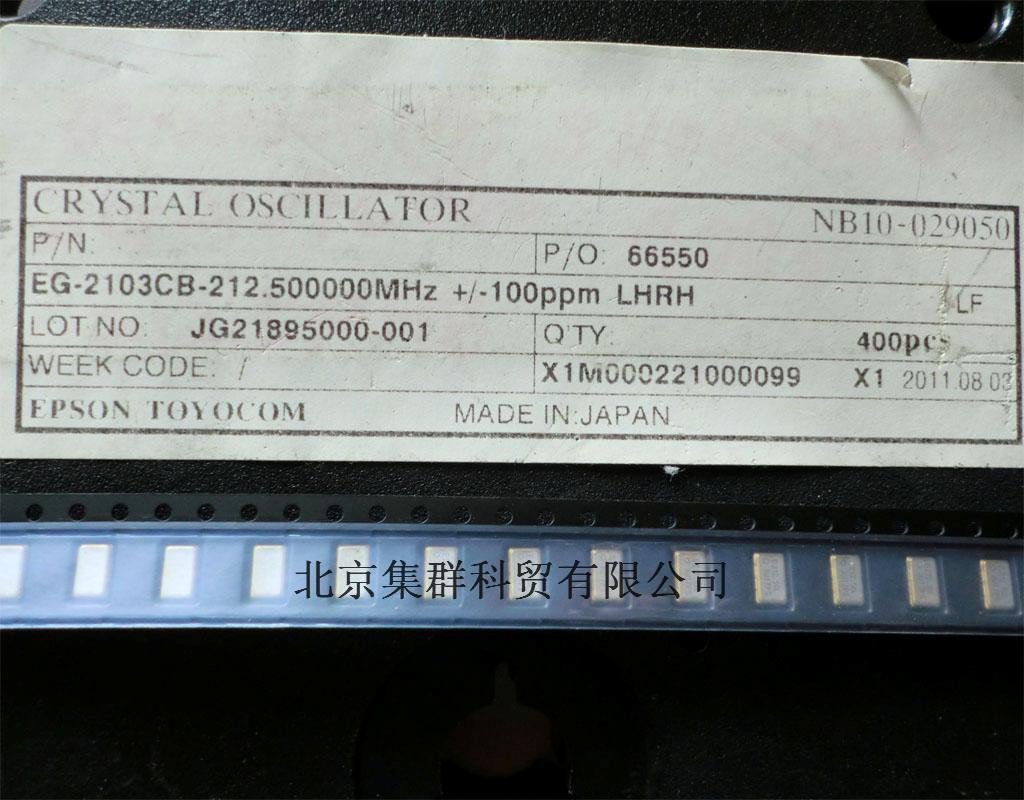 CRYSTAL OSCILLATOR NB10-029050
P/N: P/O: 66550
EG-2103CB-212.500000MHz +/-100ppm LHRH LF
LOT NO: JG21895000-001 Q'TY: 400pcs
WEEK CODE: / X1M000221000099 X1 2011.08.03
EPSON TOYOCOM MADE IN:JAPAN
北京集群科贸有限公司